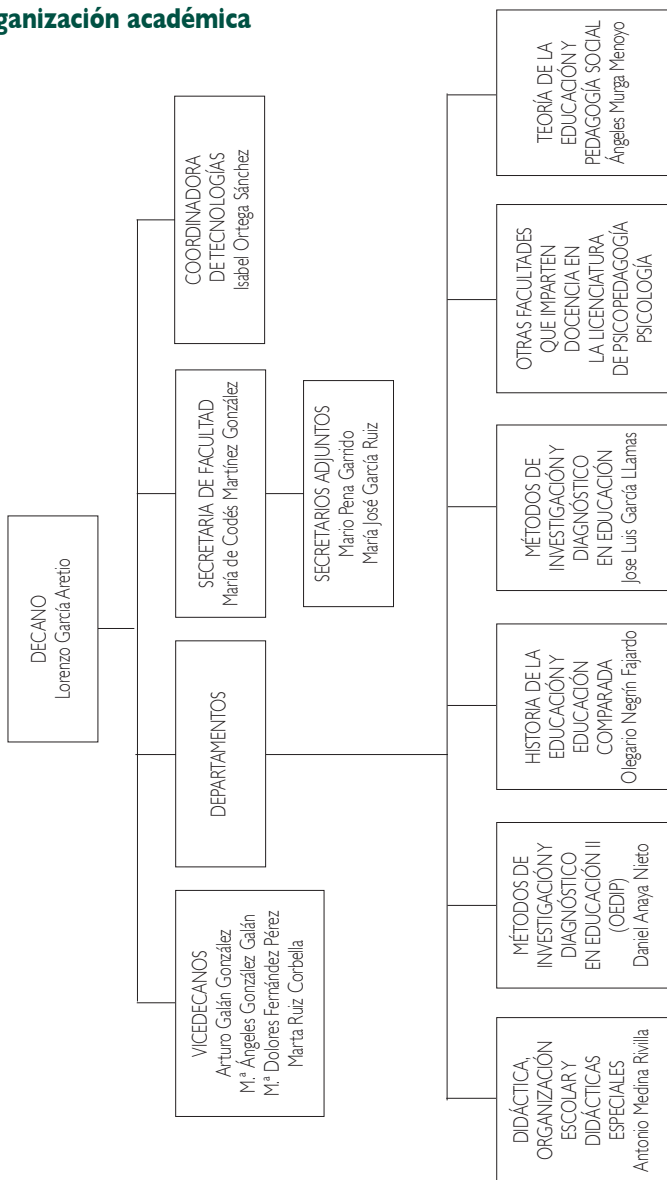 ganización académica
DECANO
Lorenzo García Aretio
VICEDECANOS
Arturo Galán González
M.ª Ángeles González Galán
M.ª Dolores Fernández Pérez
Marta Ruiz Corbella
DEPARTAMENTOS
SECRETARIA DE FACULTAD
María de Codés Martínez González
COORDINADORA
DETECNOLOGÍAS
Isabel Ortega Sánchez
SECRETARIOS ADJUNTOS
Mario Pena Garrido
María José García Ruiz
DIDÁCTICA,
ORGANIZACIÓN
ESCOLAR Y
DIDÁCTICAS
ESPECIALES
Antonio Medina Rivilla
MÉTODOS DE
INVESTIGACIÓN Y
DIAGNÓSTICO
EN EDUCACIÓN II
(OEDIP)
Daniel Anaya Nieto
HISTORIA DE LA
EDUCACIÓN Y
EDUCACIÓN
COMPARADA
Olegario Negrín Fajardo
MÉTODOS DE
INVESTIGACIÓN Y
DIAGNÓSTICO
EN EDUCACIÓN
Jose Luis García LLamas
OTRAS FACULTADES
QUE IMPARTEN
DOCENCIA EN
LA LICENCIATURA
DE PSICOPEDAGOGÍA
PSICOLOGÍA
TEORÍA DE LA
EDUCACIÓN Y
PEDAGOGÍA SOCIAL
Ángeles Murga Menoyo